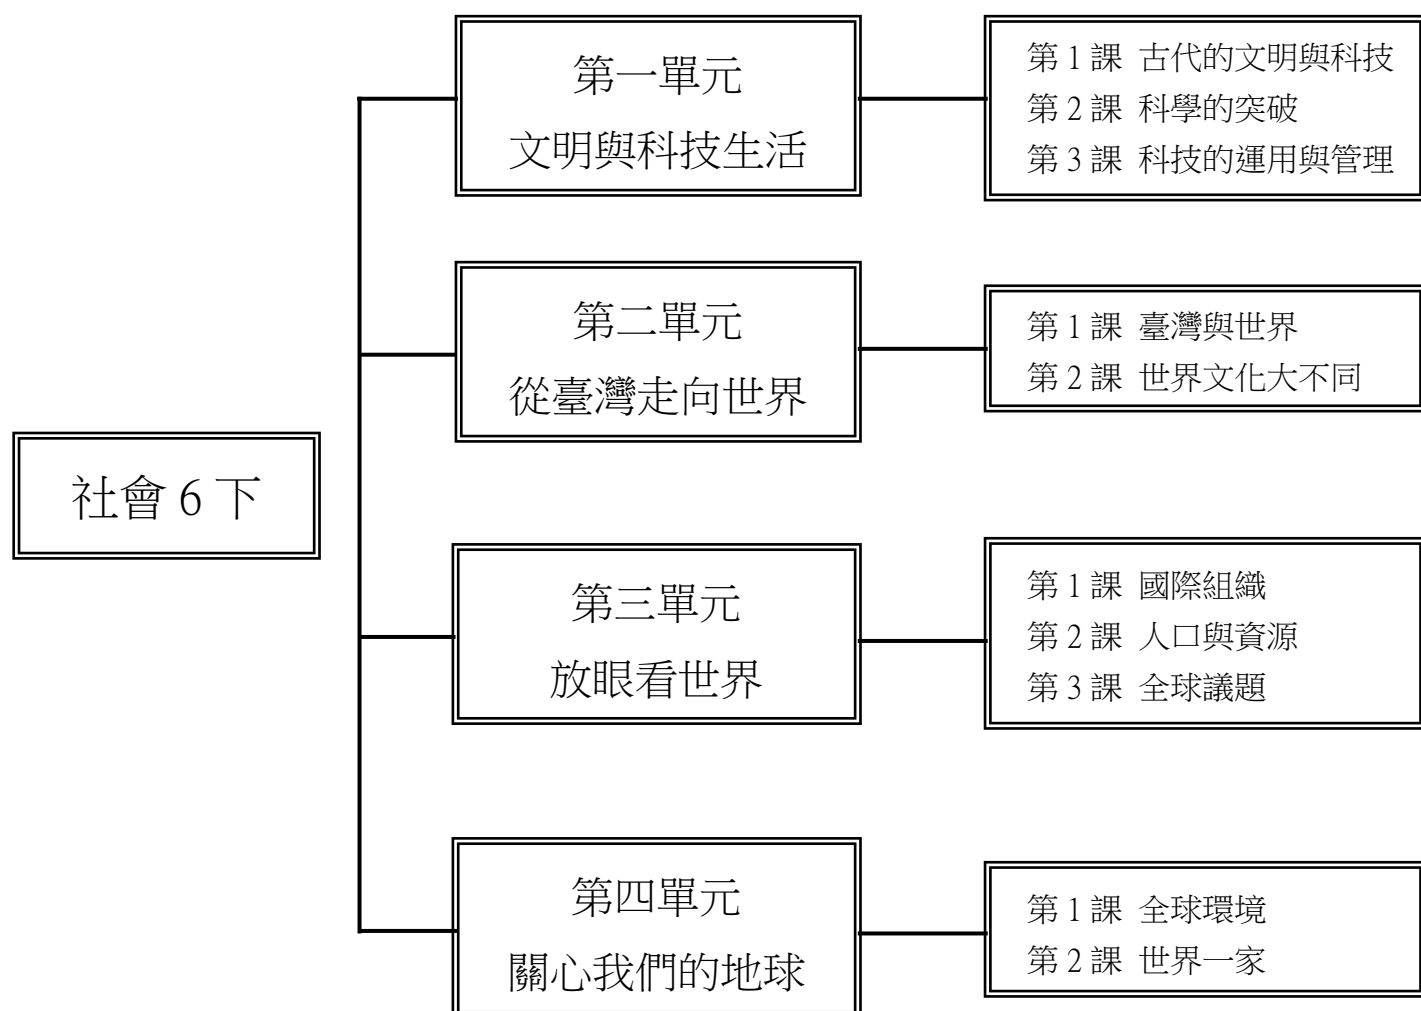 社會 6 下
第一單元
文明與科技生活
第 1 課 古代的文明與科技
第 2 課 科學的突破
第 3 課 科技的運用與管理
第二單元
從臺灣走向世界
第 1 課 臺灣與世界
第 2 課 世界文化大不同
第三單元
放眼看世界
第 1 課 國際組織
第 2 課 人口與資源
第 3 課 全球議題
第四單元
關心我們的地球
第 1 課 全球環境
第 2 課 世界一家